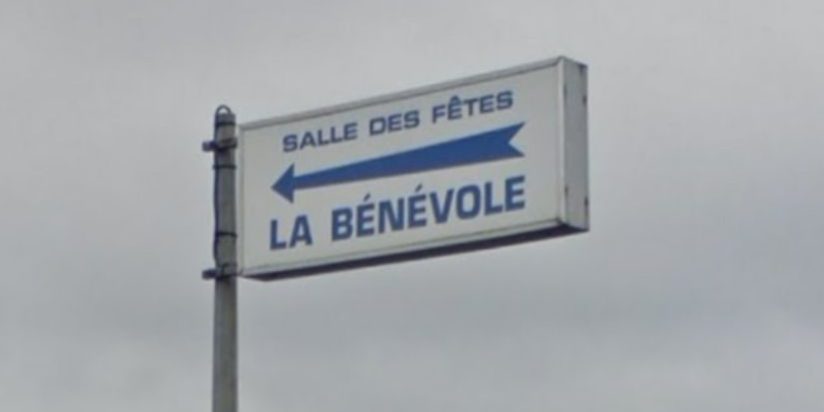 SALLE DES FÊTES
LA BÉNÉVOLE